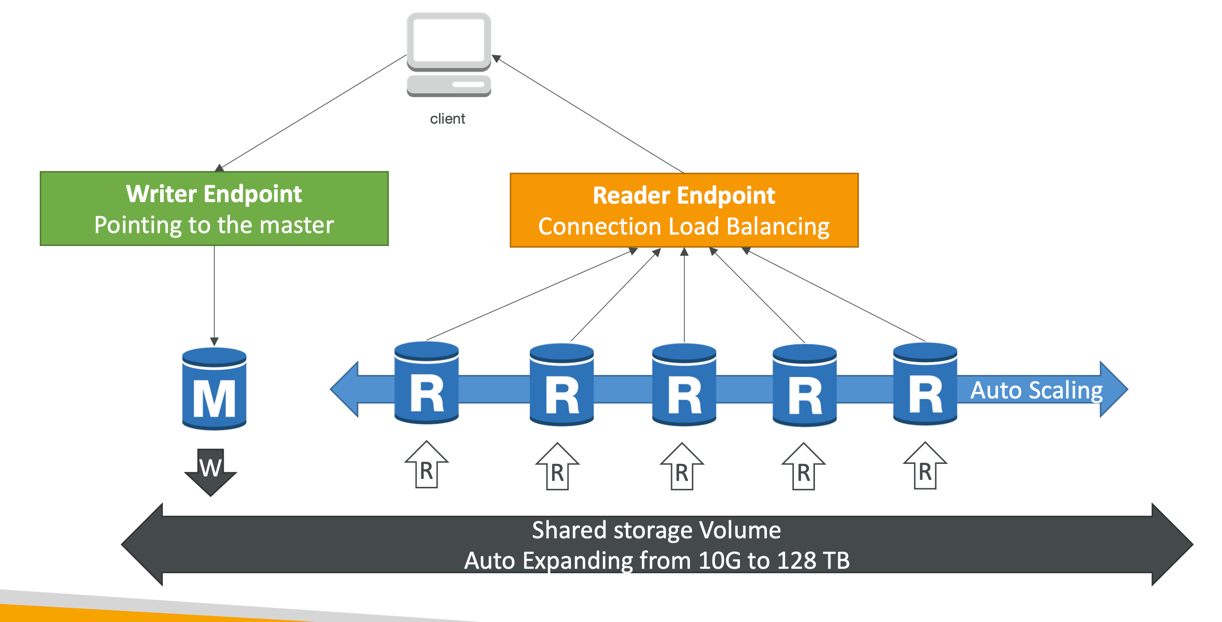 client
Writer Endpoint
Pointing to the master
Reader Endpoint
Connection Load Balancing
M
R
R
R
R
R
Auto Scaling
W
R
R
R
R
R
Shared storage Volume
Auto Expanding from 10G to 128 TB